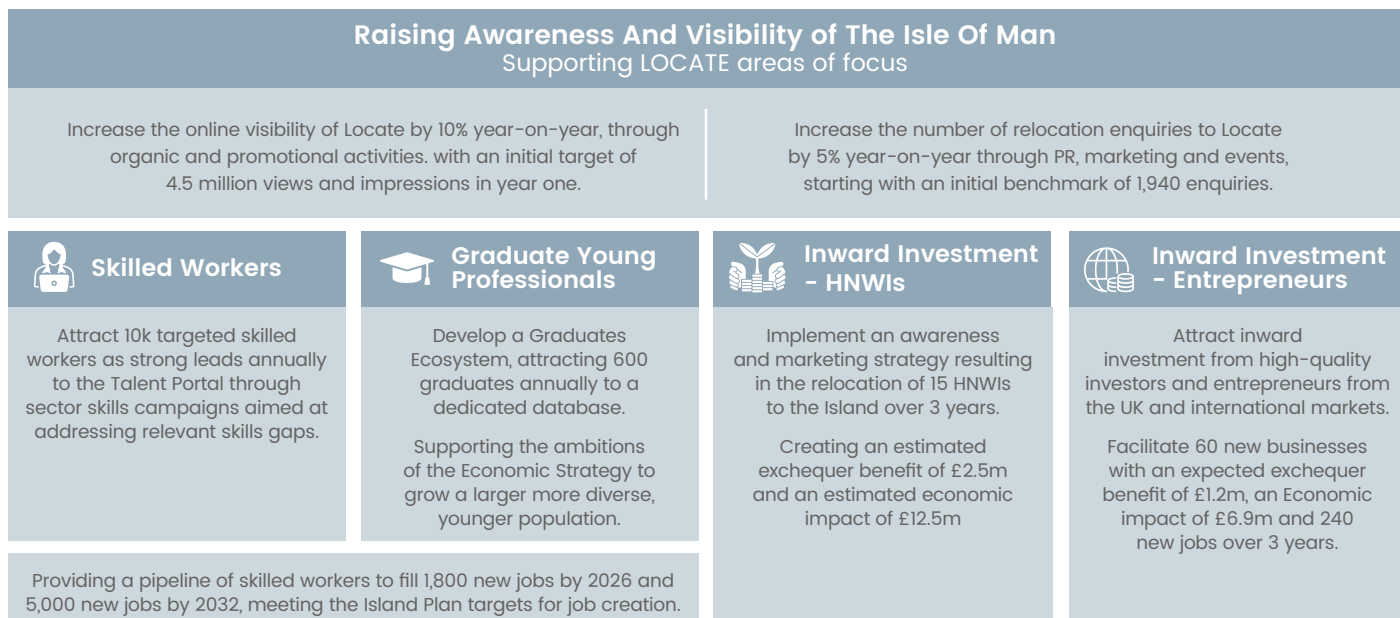 Raising Awareness And Visibility of The Isle Of Man
Supporting LOCATE areas of focus
Increase the online visibility of Locate by 10% year-on-year, through
organic and promotional activities. with an initial target of
4.5 million views and impressions in year one.
Increase the number of relocation enquiries to Locate
by 5% year-on-year through PR, marketing and events,
starting with an initial benchmark of 1,940 enquiries.
Skilled Workers
Attract 10k targeted skilled
workers as strong leads annually
to the Talent Portal through
sector skills campaigns aimed at
addressing relevant skills gaps.
Graduate Young
Professionals
Develop a Graduates
Ecosystem, attracting 600
graduates annually to a
dedicated database.
Supporting the ambitions
of the Economic Strategy to
grow a larger more diverse,
younger population.
Providing a pipeline of skilled workers to fill 1,800 new jobs by 2026 and
5,000 new jobs by 2032, meeting the Island Plan targets for job creation.
Inward Investment
- HNWIs
Implement an awareness
and marketing strategy resulting
in the relocation of 15 HNWIs
to the Island over 3 years.
Creating an estimated
exchequer benefit of £2.5m
and an estimated economic
impact of £12.5m
Inward Investment
- Entrepreneurs
Attract inward
investment from high-quality
investors and entrepreneurs from
the UK and international markets.
Facilitate 60 new businesses
with an expected exchequer
benefit of £1.2m, an Economic
impact of £6.9m and 240
new jobs over 3 years.